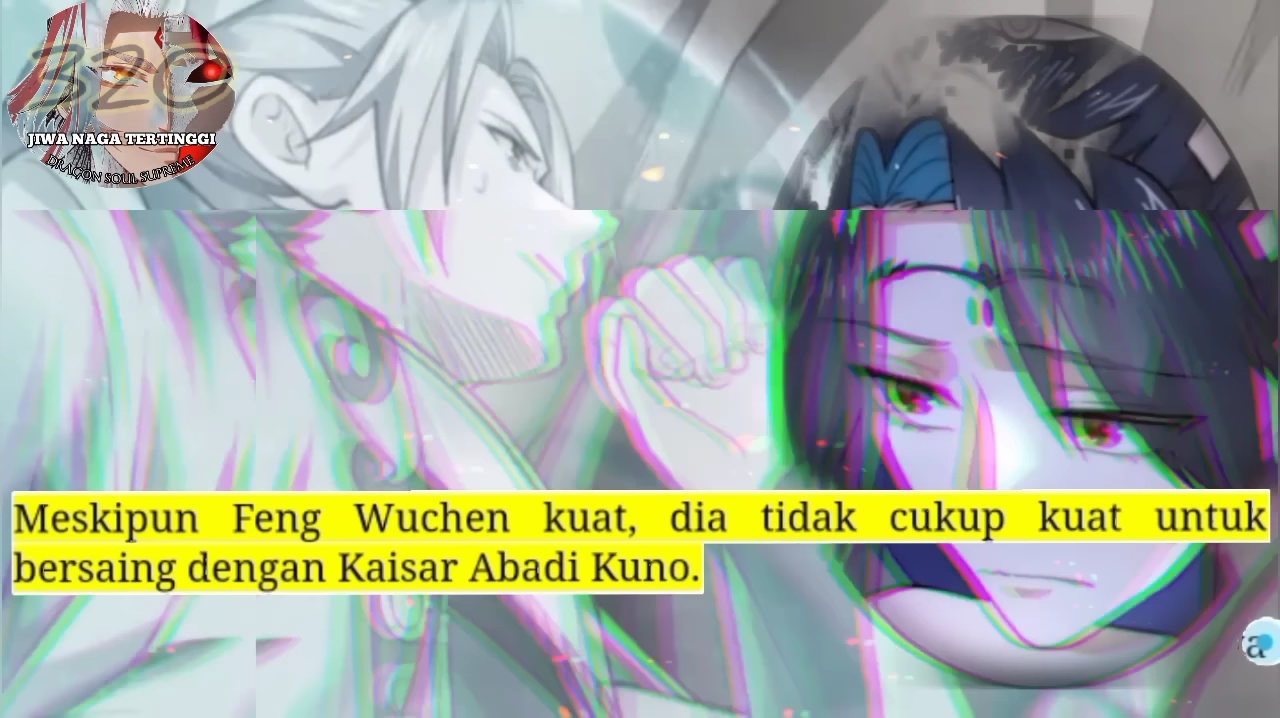 320
JIWA NAGA TERTINGGI
DRAGON SOUL SUPREME
Meskipun Feng Wuchen kuat, dia tidak cukup kuat untuk
bersaing dengan Kaisar Abadi Kuno.
a